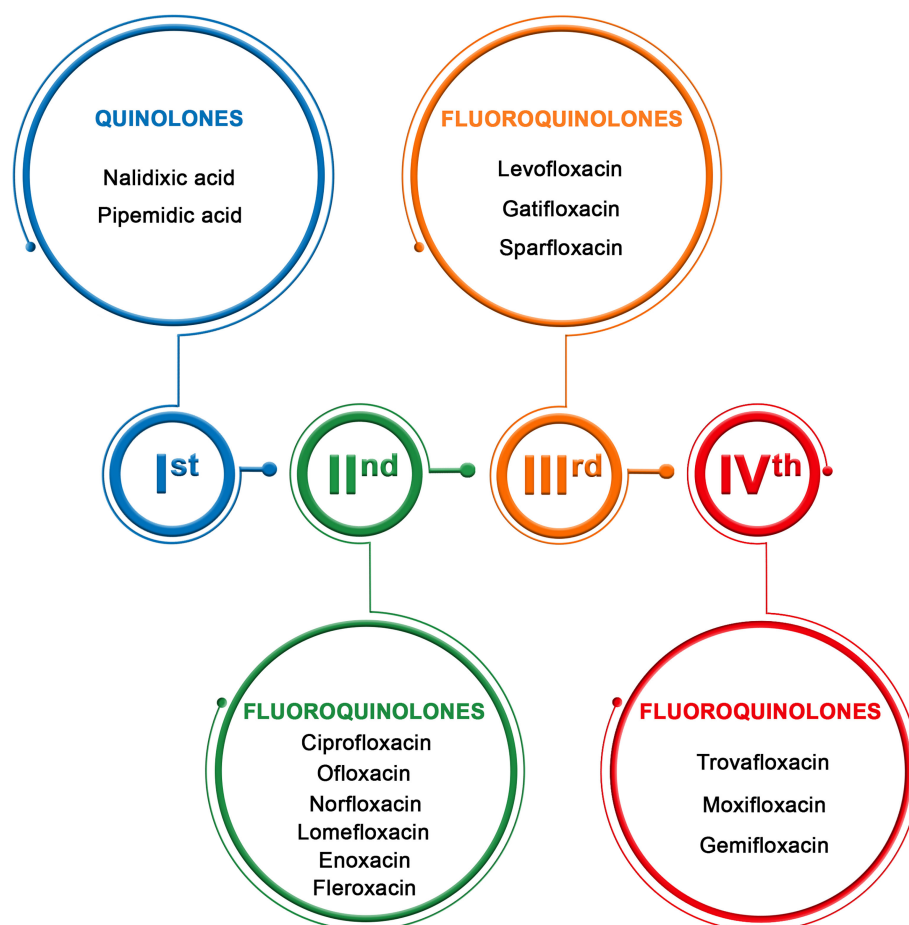 QUINOLONES
Nalidixic acid
Pipemidic acid
FLUOROQUINOLONES
Levofloxacin
Gatifloxacin
Sparfloxacin
Ist
IInd
IIIrd
IVth
FLUOROQUINOLONES
Ciprofloxacin
Ofloxacin
Norfloxacin
Lomefloxacin
Enoxacin
Fleroxacin
FLUOROQUINOLONES
Trovafloxacin
Moxifloxacin
Gemifloxacin